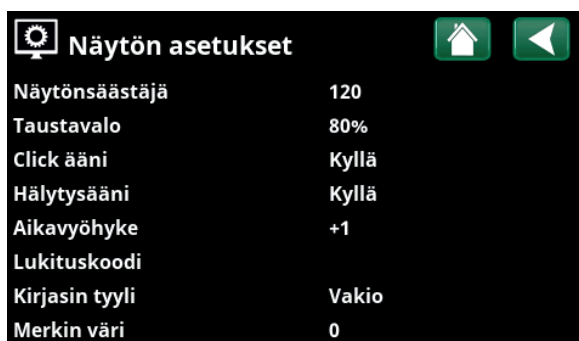 Näytön asetukset
Näytönsäästäjä 120
Taustavalo 80%
Click ääni Kyllä
Hälytysääni Kyllä
Aikavyöhyke +1
Lukituskoodi
Kirjasin tyyli Vakio
Merkin väri 0